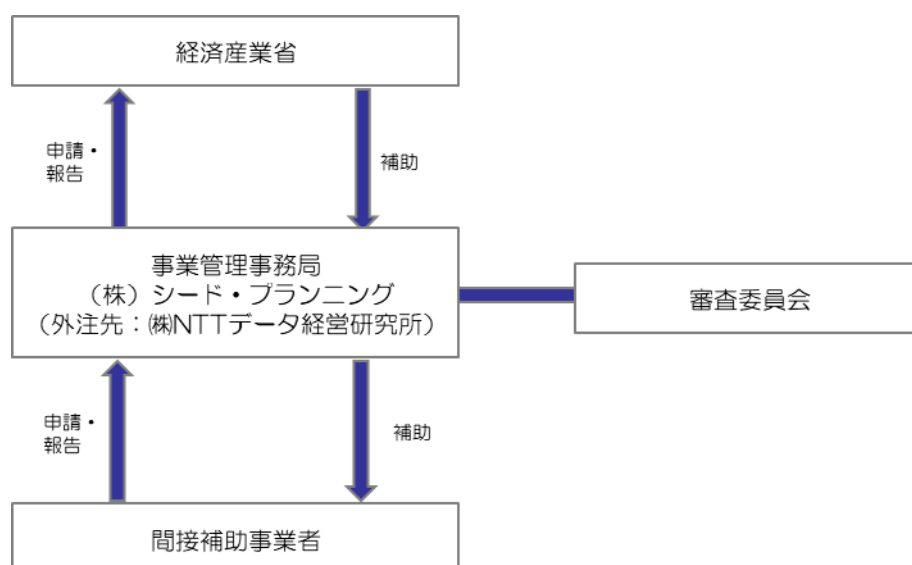 経済産業省
申請・
報告
補助
事業管理事務局
（株）シード・プランニング
（外注先：㈱NTTデータ経営研究所）
審査委員会
申請・
報告
補助
間接補助事業者